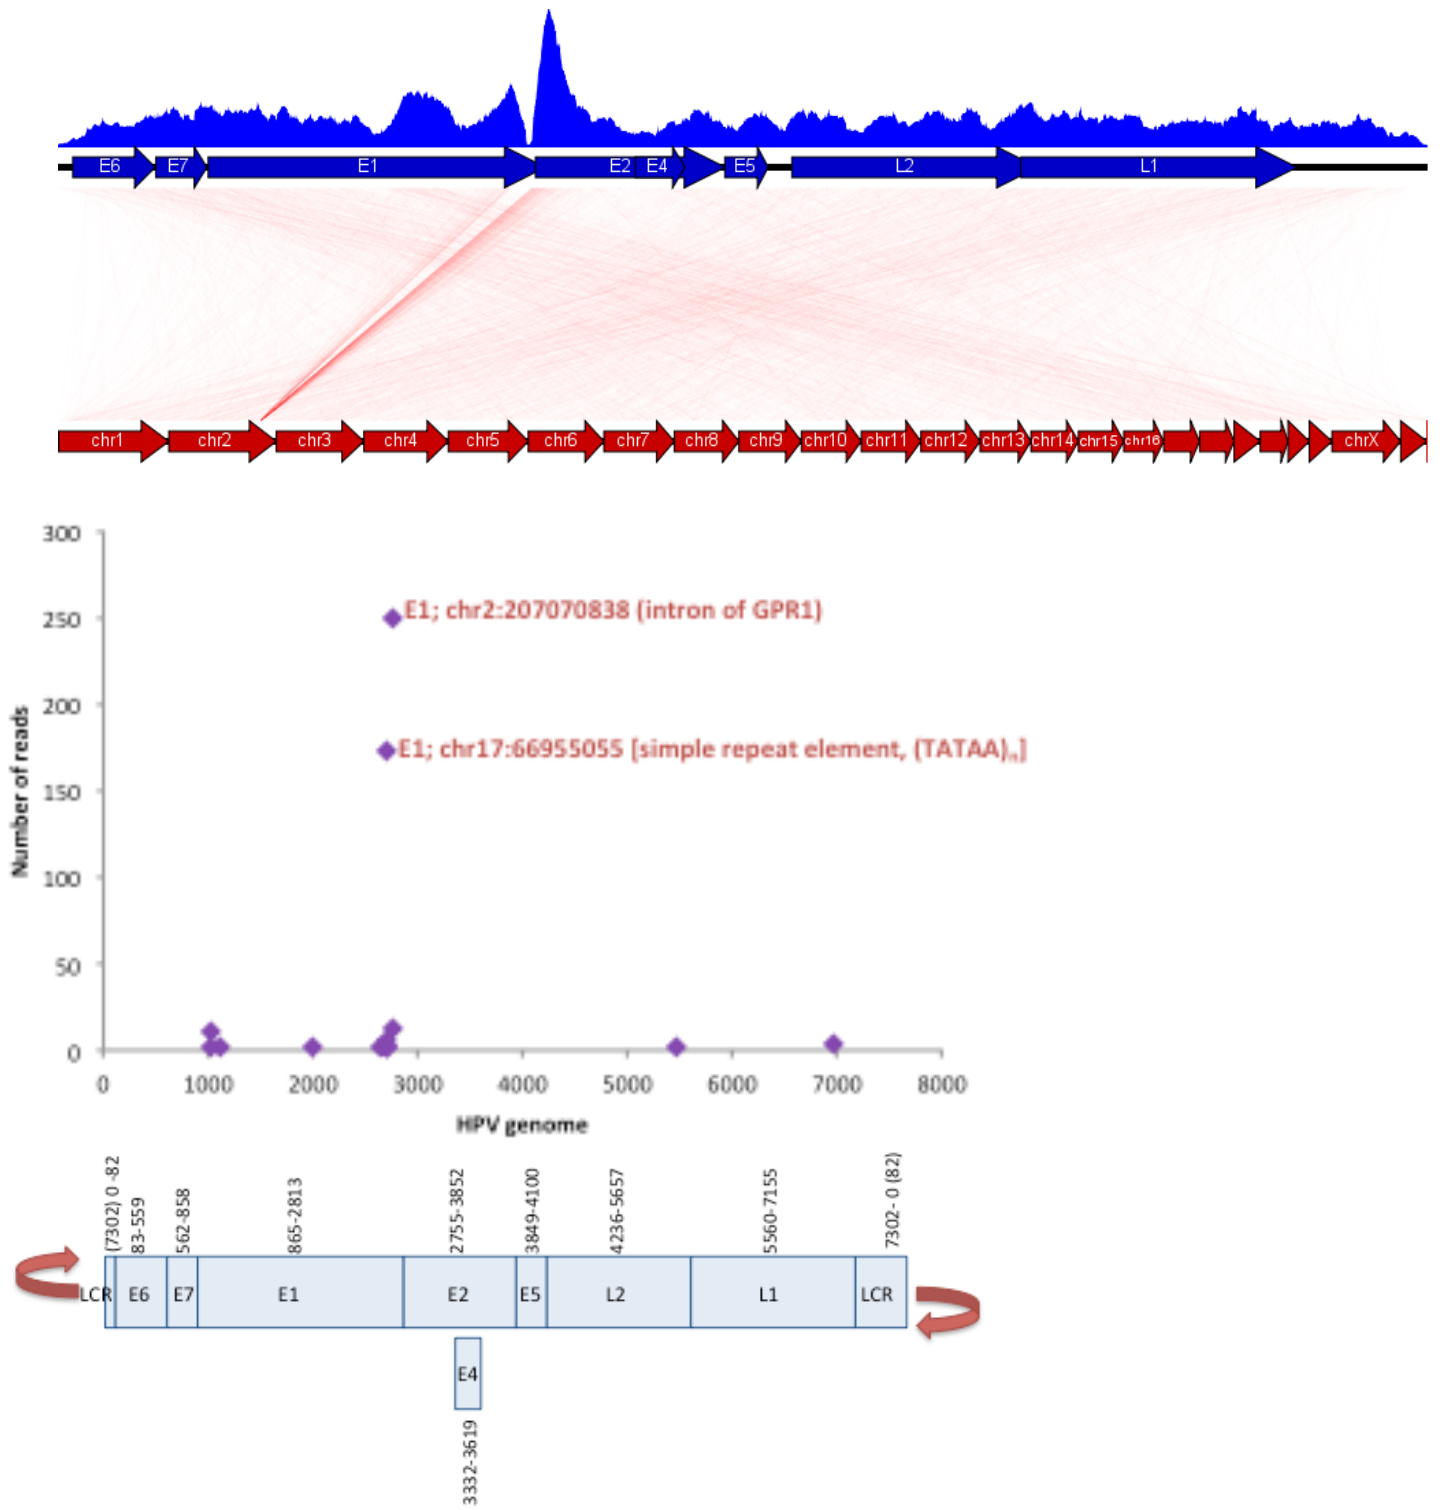 E6 E7 E1 E2 E4 E5 L2 L1
chr1 chr2 chr3 chr4 chr5 chr6 chr7 chr8 chr9 chr10 chr11 chr12 chr13 chr14 chr15 chr16 chrX
300
E1; chr2:207070838 (intron of GPR1)
250
200
E1; chr17:66955055 [simple repeat element, (TATAA)n]
150
100
50
0
Number of reads
0 1000 2000 3000 4000 5000 6000 7000 8000
HPV genome
(7302) 0 -82
83-559
562-858
865-2813
2755-3852
3849-4100
4236-5657
5560-7155
7302- 0 (82)
LCR E6 E7 E1 E2 E5 L2 L1 LCR
E4
3332-3619